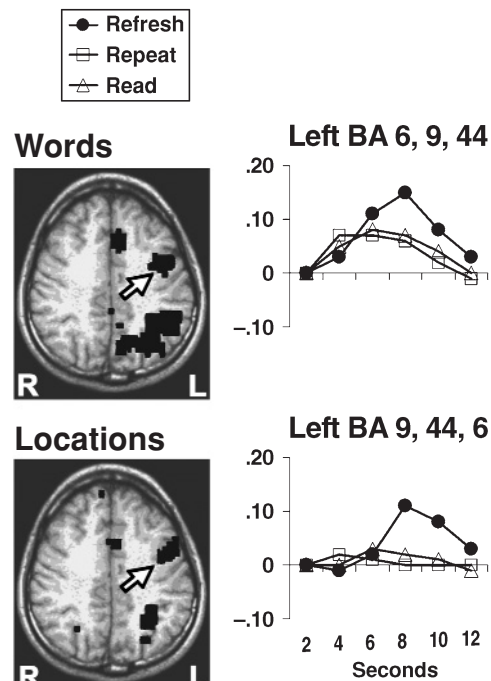 Refresh
Repeat
Read
Words
Left BA 6, 9, 44
.20
.10
0
–.10
R L
Locations
Left BA 9, 44, 6
.20
.10
0
–.10
R L
2 4 6 8 10 12
Seconds